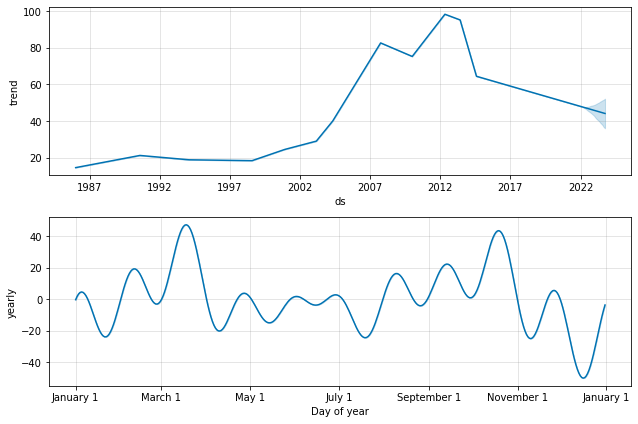 100
80
60
40
20
trend
1987 1992 1997 2002 2007 2012 2017 2022
ds
40
20
0
−20
−40
yearly
January 1 March 1 May 1 July 1 September 1 November 1 January 1
Day of year